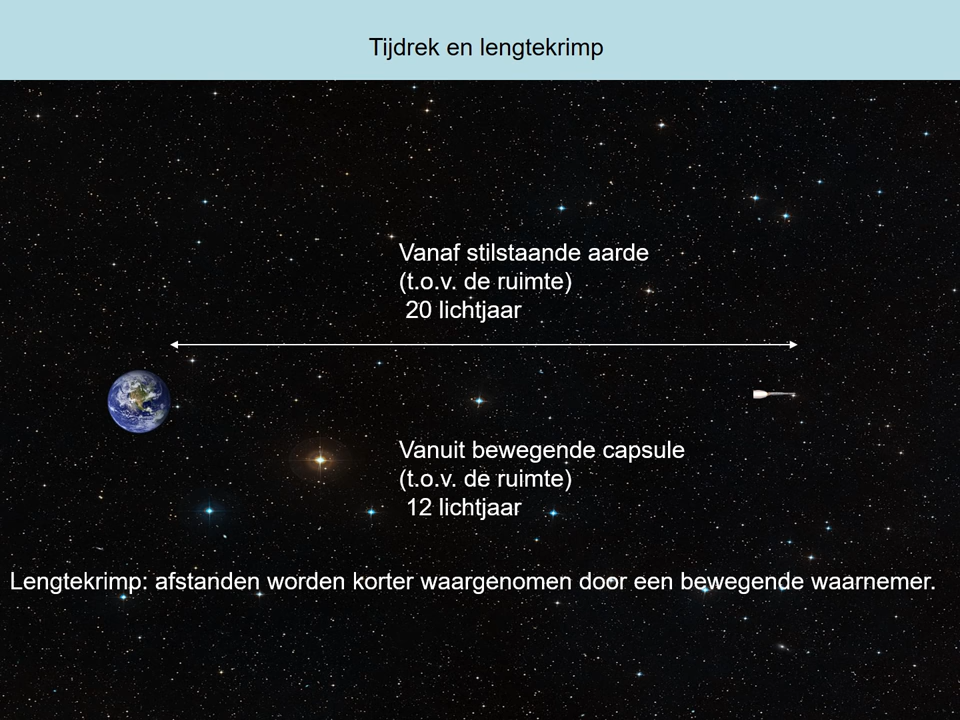 Tijdrek en lengtekrimp
Vanaf stilstaande aarde
(t.o.v. de ruimte)
20 lichtjaar
Vanuit bewegende capsule
(t.o.v. de ruimte)
12 lichtjaar
Lengtekrimp: afstanden worden korter waargenomen door een bewegende waarnemer.